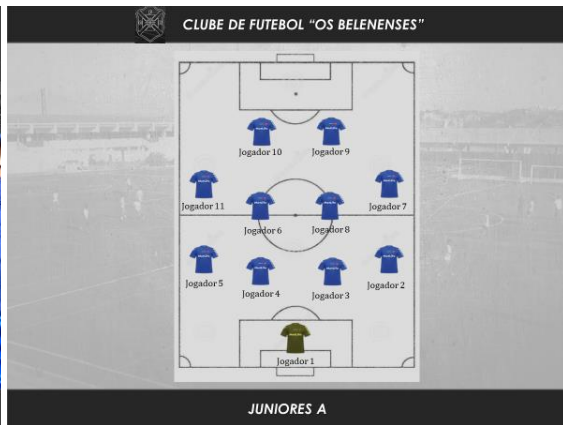 CLUBE DE FUTEBOL “OS BELENENSES”
Jogador 10
Jogador 9
Jogador 11
Jogador 7
Jogador 6
Jogador 8
Jogador 5
Jogador 4
Jogador 3
Jogador 2
Jogador 1
JUNIORES A